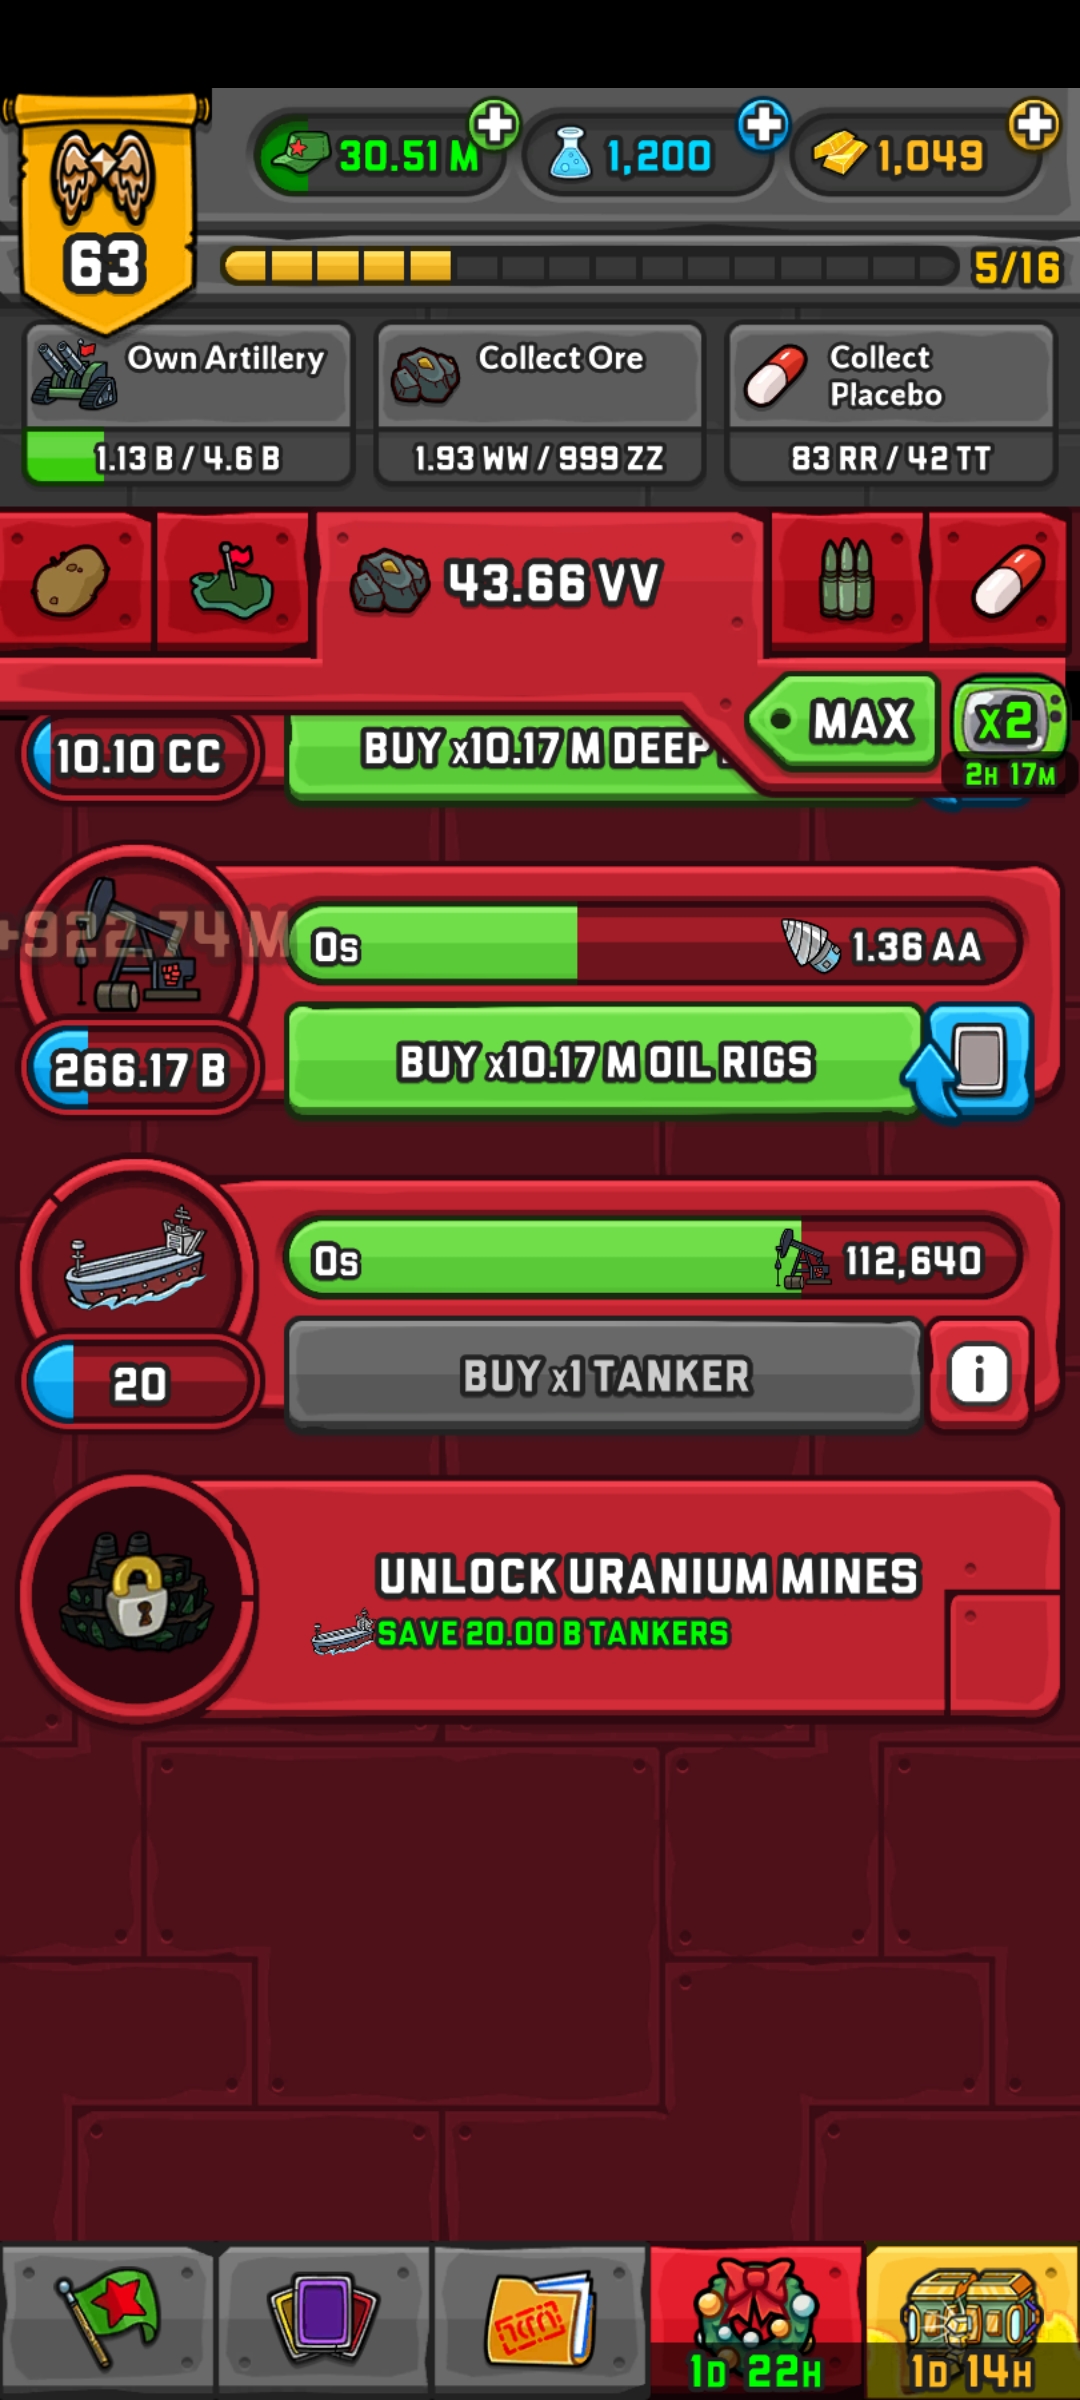 30.51 M
1,200
1,049
63
5/16
Own Artillery
1.13 B / 4.6 B
Collect Ore
1.93 WW / 999 ZZ
Collect
Placebo
83 RR / 42 TT
43.66 VV
MAX
x2
2H 17M
10.10 CC
BUY x10.17 M DEEP
+922.74 M
0s
1.36 AA
266.17 B
BUY x10.17 M OIL RIGS
0s
112,640
20
BUY x1 TANKER
i
UNLOCK URANIUM MINES
SAVE 20.00 B TANKERS
1D 22H
1D 14H